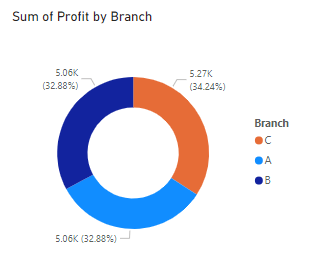 Sum of Profit by Branch
5.06K
(32.88%)
5.27K
(34.24%)
Branch
C
A
B
5.06K (32.88%)